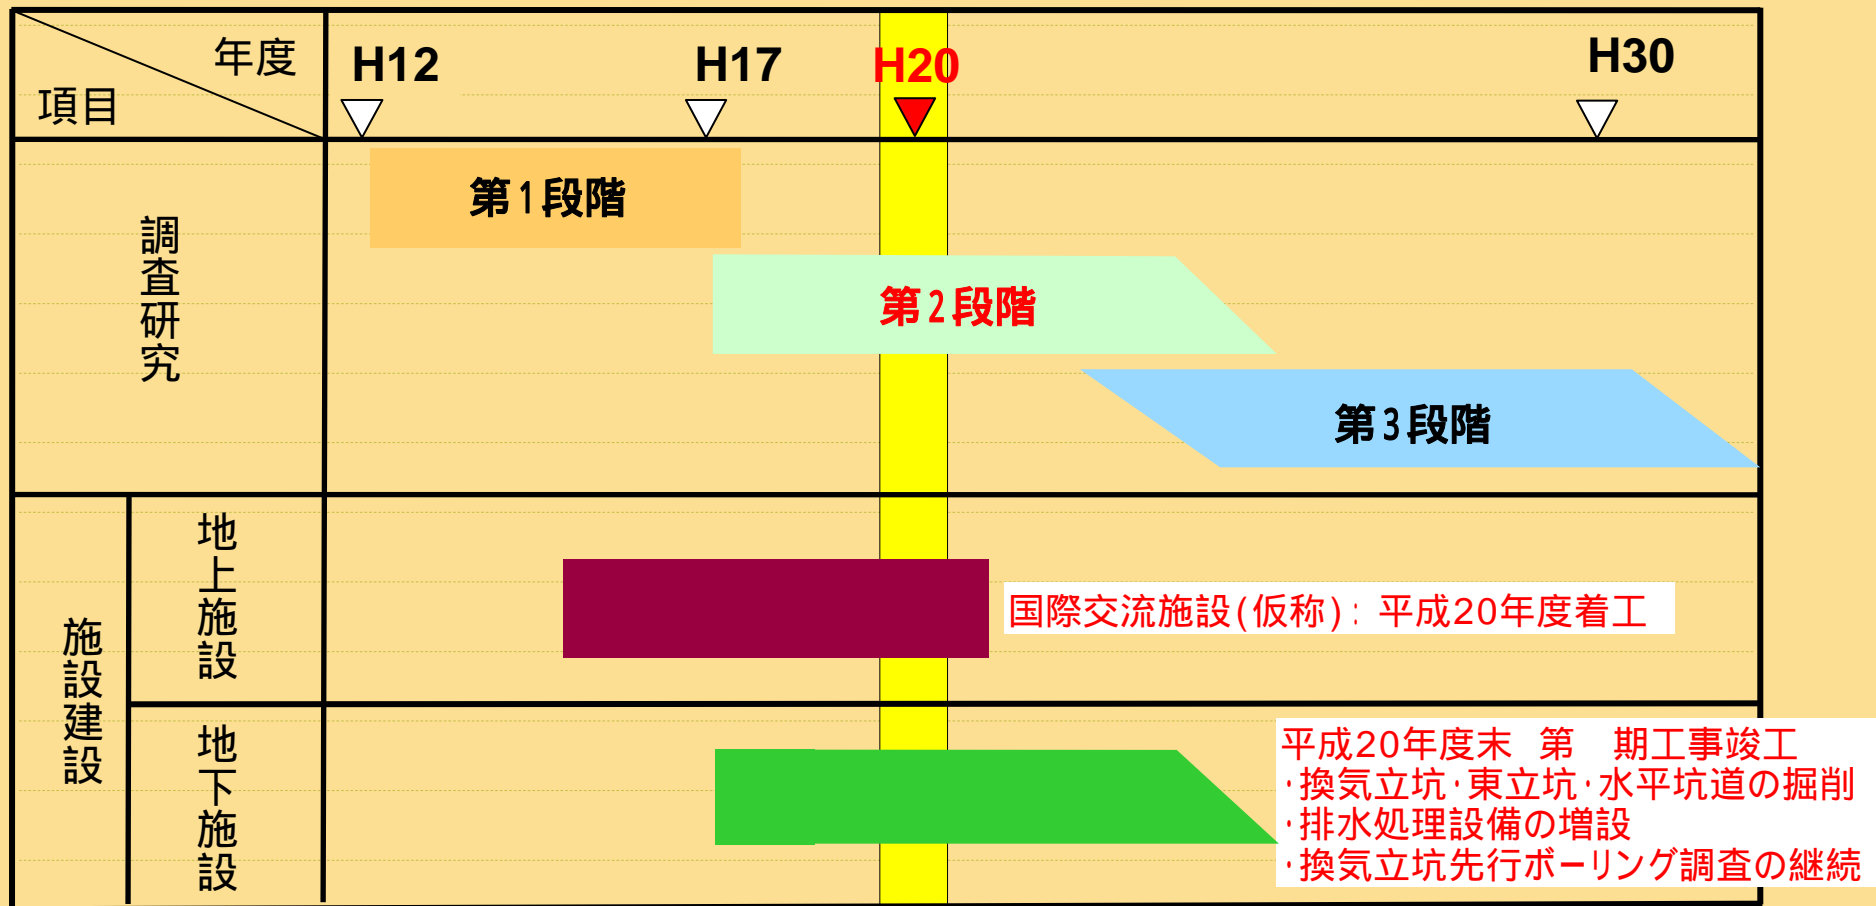 年度
項目
H12
H17
H20
H30
調査研究
第1段階
第2段階
第3段階
施設建設
地上施設
国際交流施設(仮称):平成20年度着工
地下施設
平成20年度末 第 期工事竣工
・換気立坑・東立坑・水平坑道の掘削
・排水処理設備の増設
・換気立坑先行ボーリング調査の継続